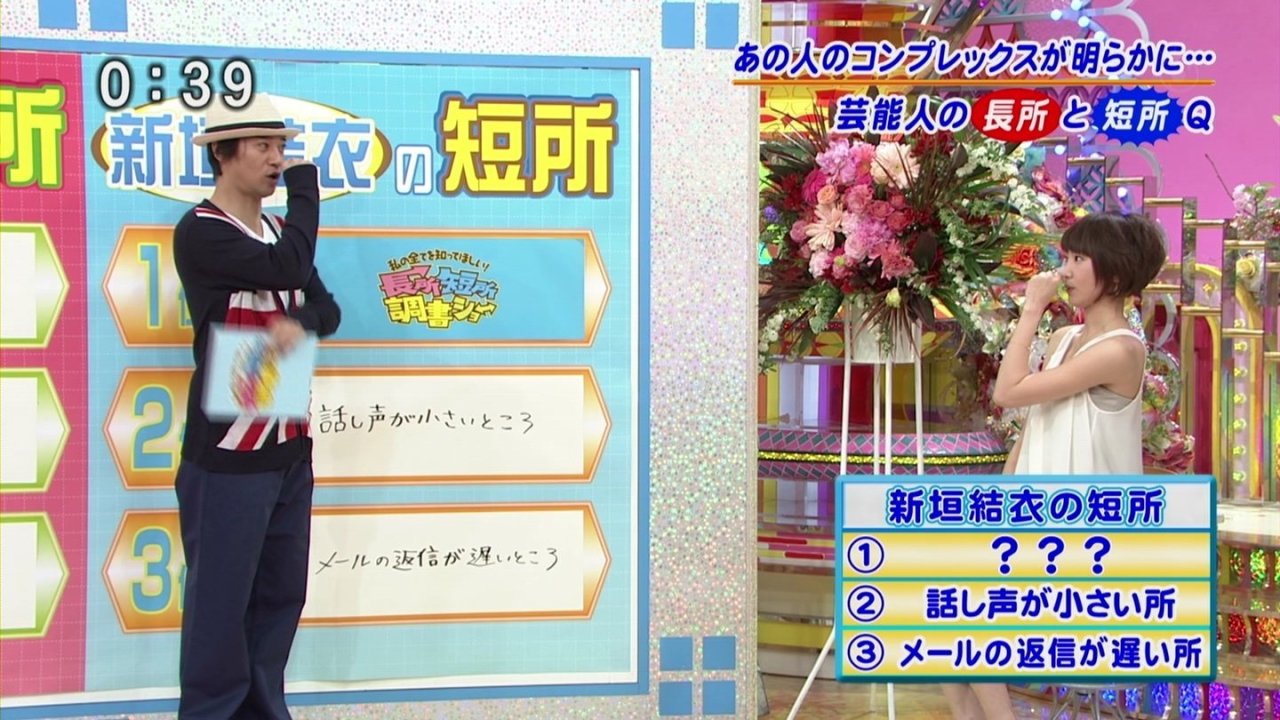 0:39
あの人のコンプレックスが明らかに…
芸能人の 長所 と 短所 Q
所
新垣結衣の短所
1
私の全てを知ってほしい!
長所短所
調書ショー
2
話し声が小さいところ
3
メールの返信が遅いところ
新垣結衣の短所
① ???
② 話し声が小さい所
③ メールの返信が遅い所